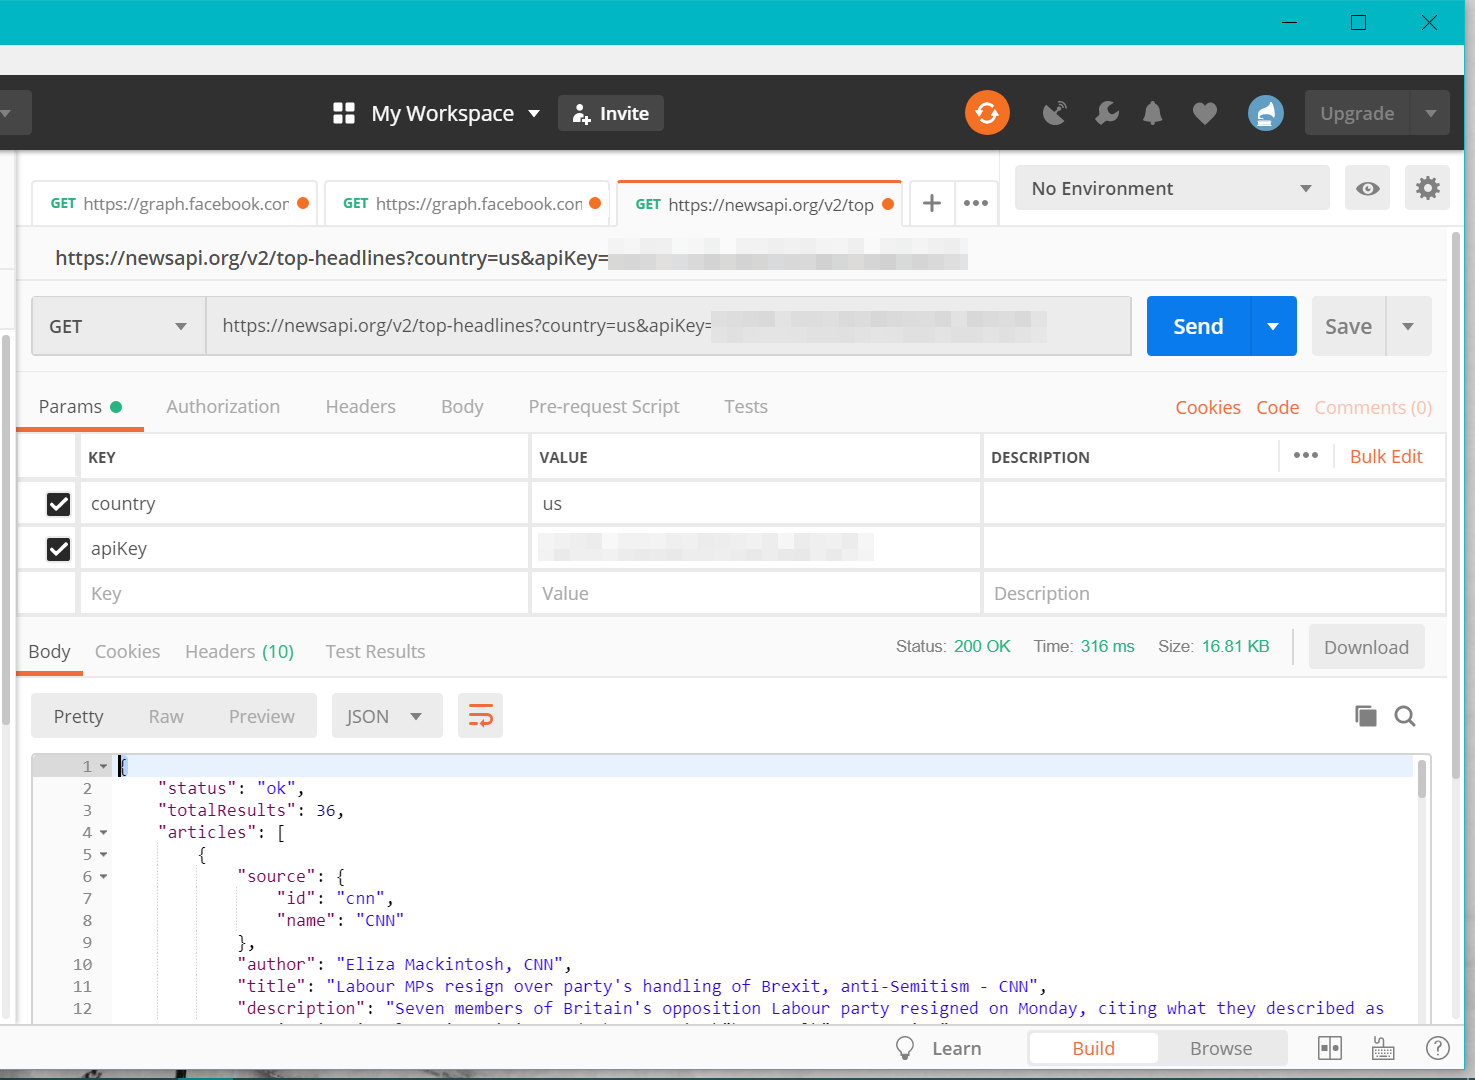 My Workspace Invite Upgrade
GET https://graph.facebook.con GET https://graph.facebook.con GET https://newsapi.org/v2/top + ••• No Environment
https://newsapi.org/v2/top-headlines?country=us&apiKey=
GET https://newsapi.org/v2/top-headlines?country=us&apiKey= Send Save
Params Authorization Headers Body Pre-request Script Tests Cookies Code Comments (0)
KEY VALUE DESCRIPTION ••• Bulk Edit
country us
apiKey
Key Value Description
Body Cookies Headers (10) Test Results Status: 200 OK Time: 316 ms Size: 16.81 KB Download
Pretty Raw Preview JSON
1 {
2 "status": "ok",
3 "totalResults": 36,
4 "articles": [
5 {
6 "source": {
7 "id": "cnn",
8 "name": "CNN"
9 },
10 "author": "Eliza Mackintosh, CNN",
11 "title": "Labour MPs resign over party's handling of Brexit, anti-Semitism - CNN",
12 "description": "Seven members of Britain's opposition Labour party resigned on Monday, citing what they described as
Learn Build Browse ?